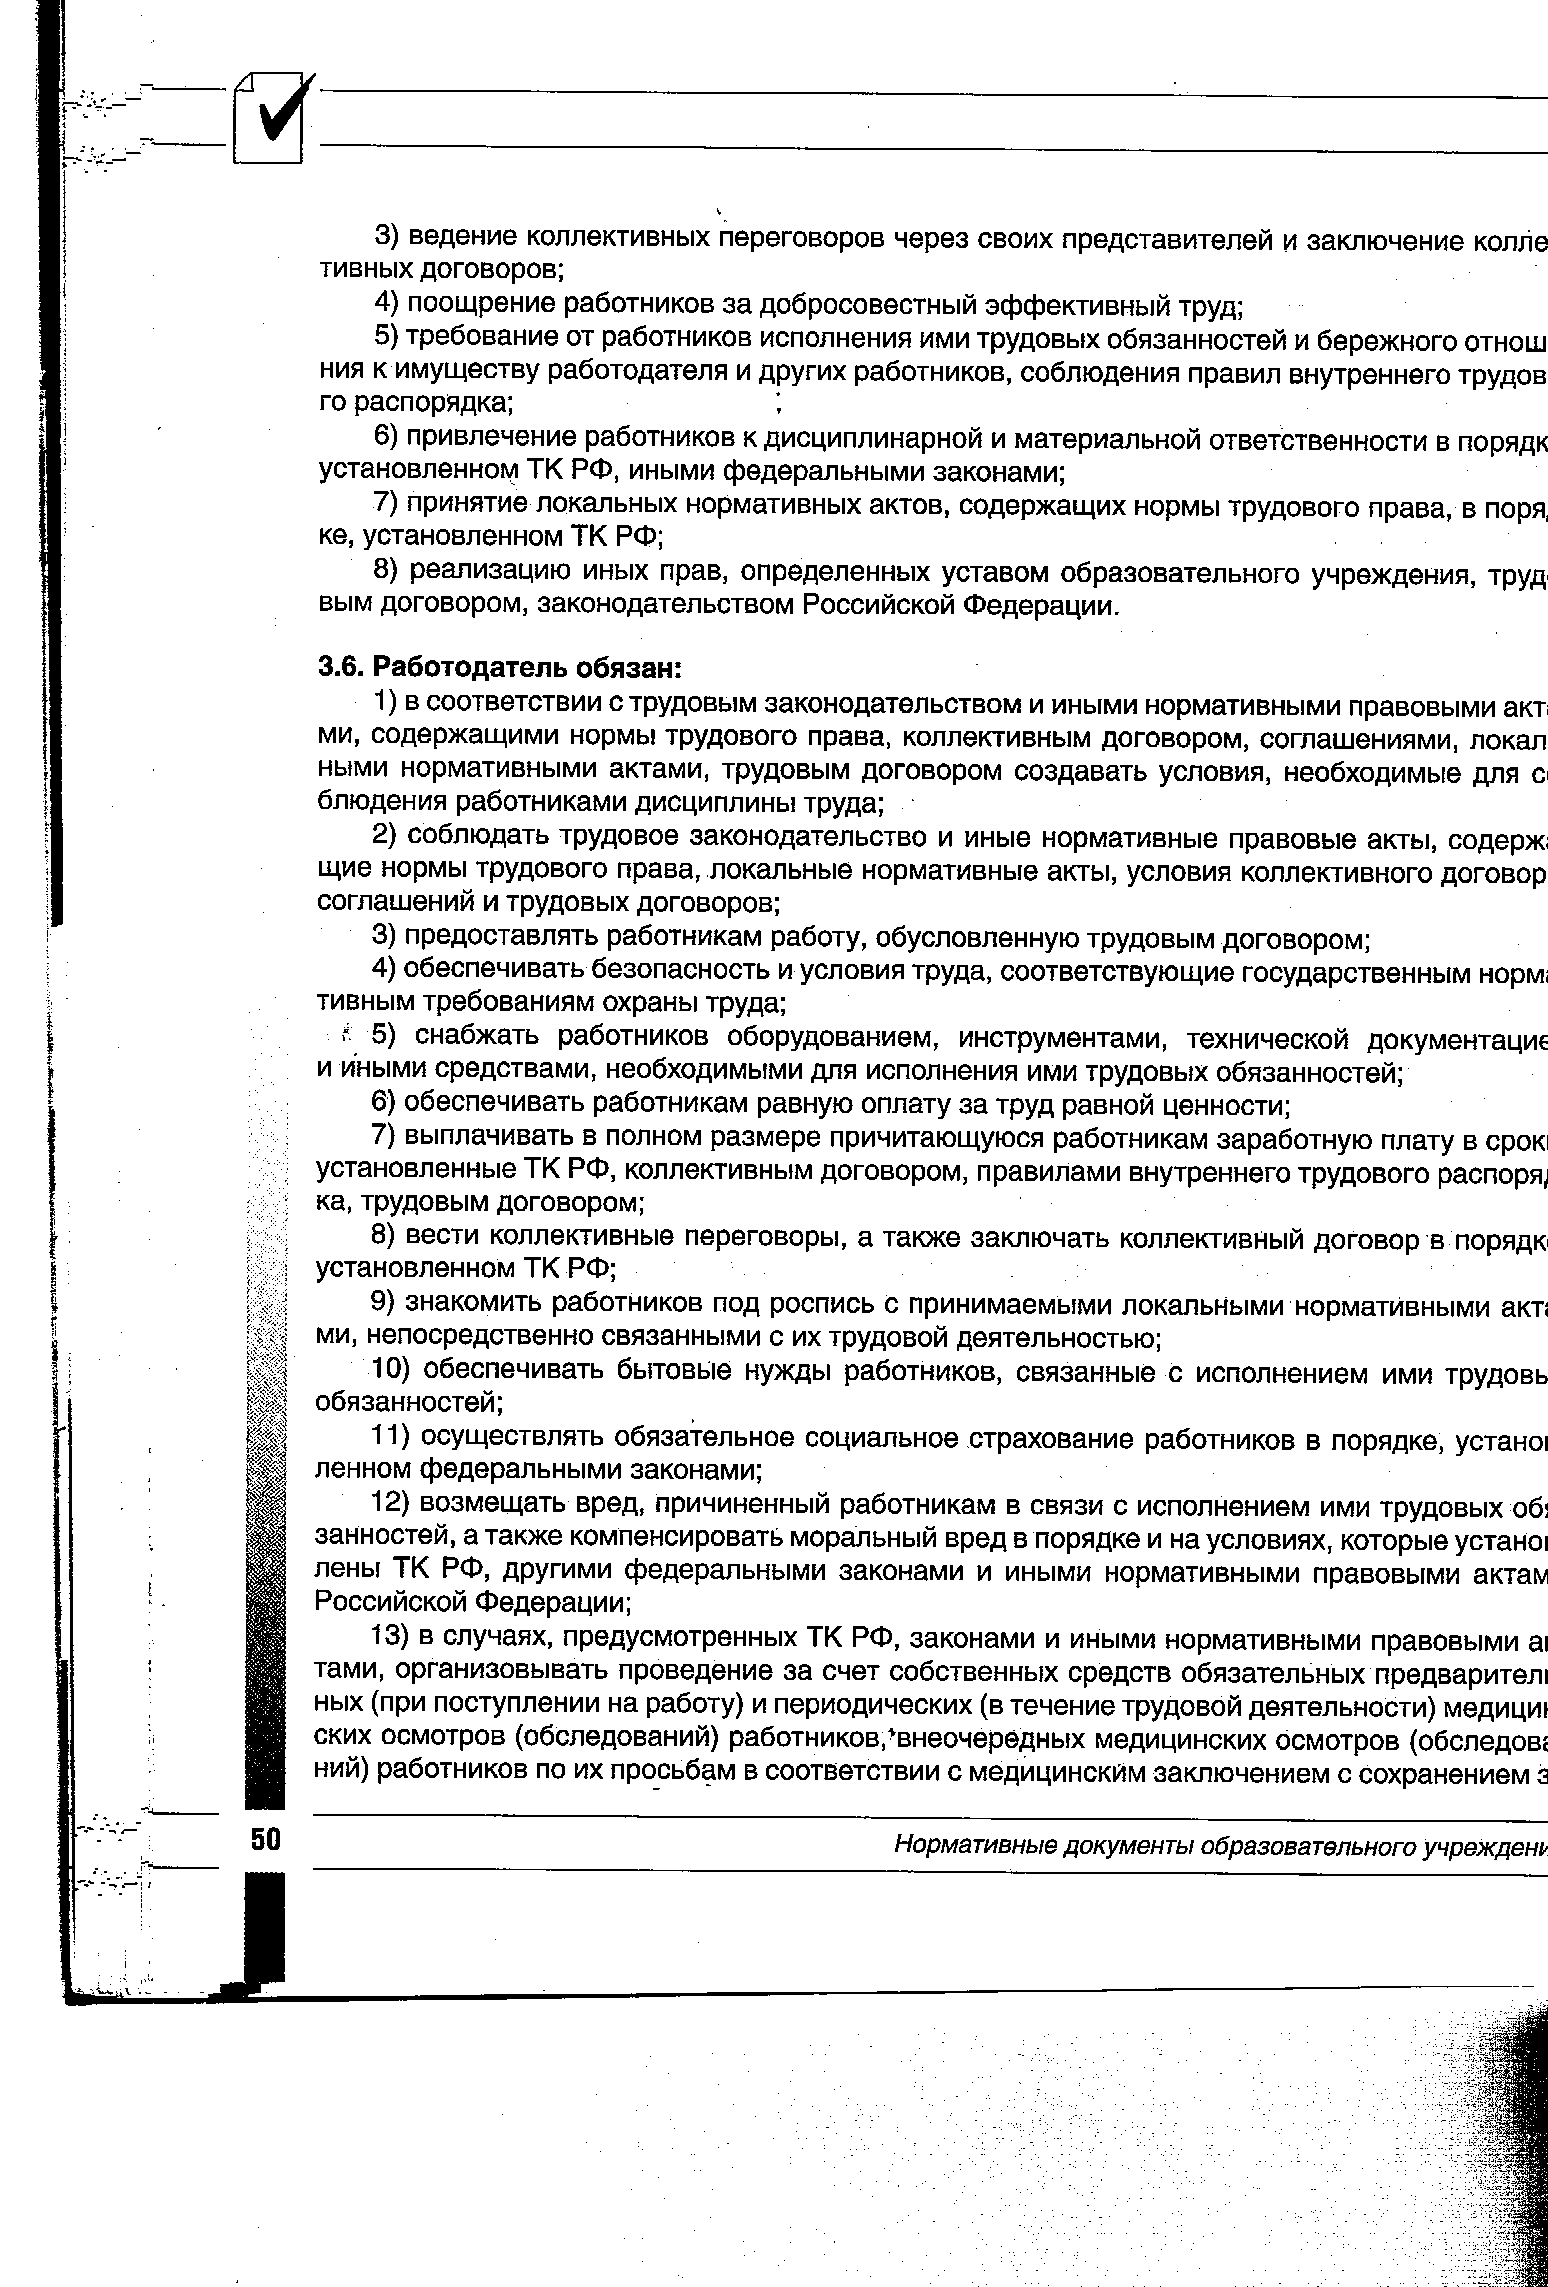 3) ведение коллективных переговоров через своих представителей и заключение колле
тивных договоров;
4) поощрение работников за добросовестный эффективный труд;
5) требование от работников исполнения ими трудовых обязанностей и бережного отнош
ния к имуществу работодателя и других работников, соблюдения правил внутреннего трудов
го распорядка;
6) привлечение работников к дисциплинарной и материальной ответственности в порядк
установленном ТК РФ, иными федеральными законами;
7) принятие локальных нормативных актов, содержащих нормы трудового права, в поря
ке, установленном ТК РФ;
8) реализацию иных прав, определенных уставом образовательного учреждения, труд
вым договором, законодательством Российской Федерации.
3.6. Работодатель обязан:
1) в соответствии с трудовым законодательством и иными нормативными правовыми акт
ми, содержащими нормы трудового права, коллективным договором, соглашениями, локал
ными нормативными актами, трудовым договором создавать условия, необходимые для с
блюдения работниками дисциплины труда;
2) соблюдать трудовое законодательство и иные нормативные правовые акты, содерж
щие нормы трудового права, локальные нормативные акты, условия коллективного договор
соглашений и трудовых договоров;
3) предоставлять работникам работу, обусловленную трудовым договором;
4) обеспечивать безопасность и условия труда, соответствующие государственным норм
тивным требованиям охраны труда;
5) снабжать работников оборудованием, инструментами, технической документацие
и иными средствами, необходимыми для исполнения ими трудовых обязанностей;
6) обеспечивать работникам равную оплату за труд равной ценности;
7) выплачивать в полном размере причитающуюся работникам заработную плату в срок
установленные ТК РФ, коллективным договором, правилами внутреннего трудового распоря
ка, трудовым договором;
8) вести коллективные переговоры, а также заключать коллективный договор в порядк
установленном ТК РФ;
9) знакомить работников под роспись с принимаемыми локальными нормативными акт
ми, непосредственно связанными с их трудовой деятельностью;
10) обеспечивать бытовые нужды работников, связанные с исполнением ими трудовы
обязанностей;
11) осуществлять обязательное социальное страхование работников в порядке, устано
ленном федеральными законами;
12) возмещать вред, причиненный работникам в связи с исполнением ими трудовых об
занностей, а также компенсировать моральный вред в порядке и на условиях, которые устано
лены ТК РФ, другими федеральными законами и иными нормативными правовыми актам
Российской Федерации;
13) в случаях, предусмотренных ТК РФ, законами и иными нормативными правовыми а
тами, организовывать проведение за счет собственных средств обязательных предварител
ных (при поступлении на работу) и периодических (в течение трудовой деятельности) медици
ских осмотров (обследований) работников, внеочередных медицинских осмотров (обследов
ний) работников по их просьбам в соответствии с медицинским заключением с сохранением з
50
Нормативные документы образовательного учрежден